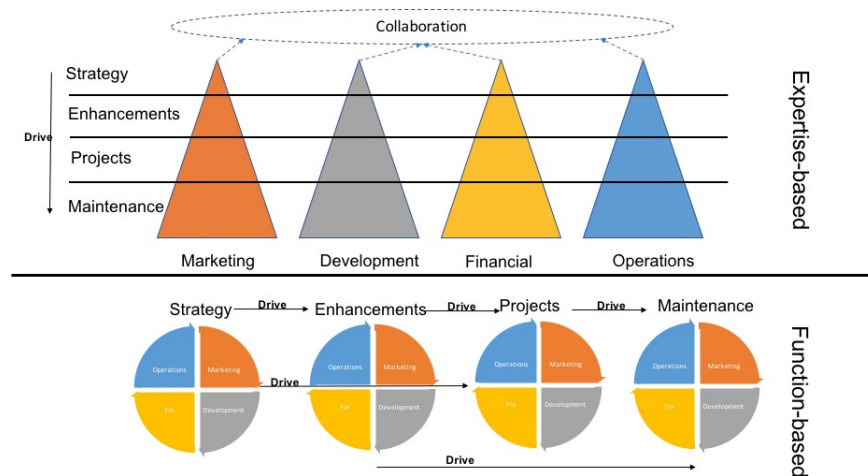 Collaboration
Strategy
Enhancements
Drive
Projects
Maintenance
Marketing
Development
Financial
Operations
Expertise-based
Strategy
Drive
Enhancements
Drive
Projects
Drive
Maintenance
Operations
Marketing
Fin
Development
Operations
Marketing
Fin
Development
Operations
Marketing
Fin
Development
Operations
Marketing
Fin
Development
Drive
Drive
Function-based